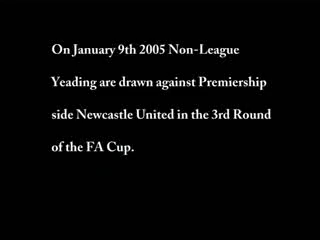 On January 9th 2005 Non-League
Yeading are drawn against Premiership
side Newcastle United in the 3rd Round
of the FA Cup.